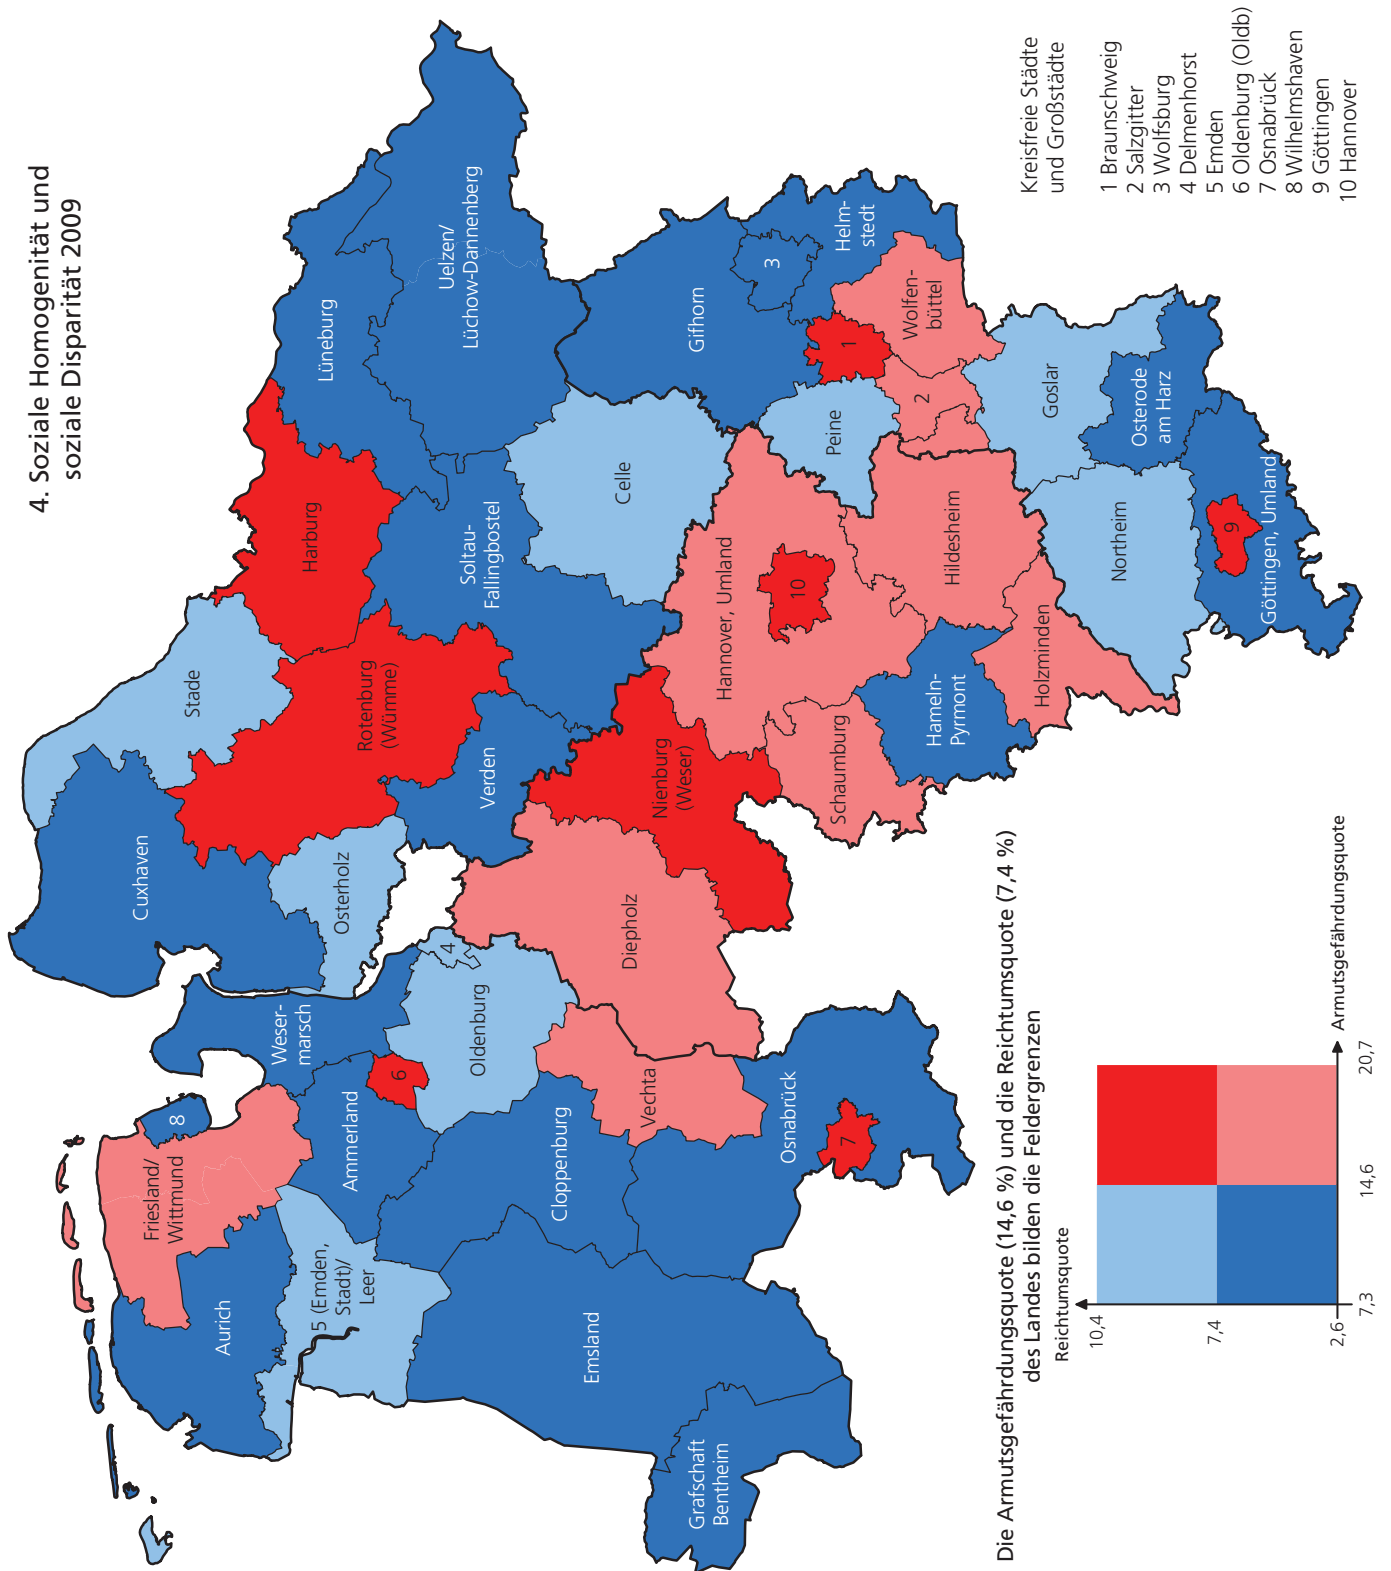 4. Soziale Homogenität und
soziale Disparität 2009
Cuxhaven
Stade
Harburg
Lüneburg
Uelzen/
Lüchow-Dannenberg
Osterholz
Rotenburg
(Wümme)
Soltau-
Fallingbostel
Verden
Celle
Gifhorn
3
Helm-
stedt
1
Wolfen-
büttel
2
Peine
Friesland/
Wittmund
8
Weser-
marsch
Aurich
5 (Emden,
Stadt)/
Leer
Ammerland
6
Oldenburg
4
Cloppenburg
Vechta
Diepholz
Nienburg
(Weser)
Hannover, Umland
10
Schaumburg
Hameln-
Pyrmont
Hildesheim
Holzminden
Goslar
Osterode
am Harz
Northeim
Göttingen, Umland
9
Emsland
Grafschaft
Bentheim
Osnabrück
7
Kreisfreie Städte
und Großstädte
1 Braunschweig
2 Salzgitter
3 Wolfsburg
4 Delmenhorst
5 Emden
6 Oldenburg (Oldb)
7 Osnabrück
8 Wilhelmshaven
9 Göttingen
10 Hannover
Die Armutsgefährdungsquote (14,6 %) und die Reichtumsquote (7,4 %)
des Landes bilden die Feldergrenzen
Reichtumsquote
10,4
7,4
2,6
7,3
14,6
20,7
Armutsgefährdungsquote